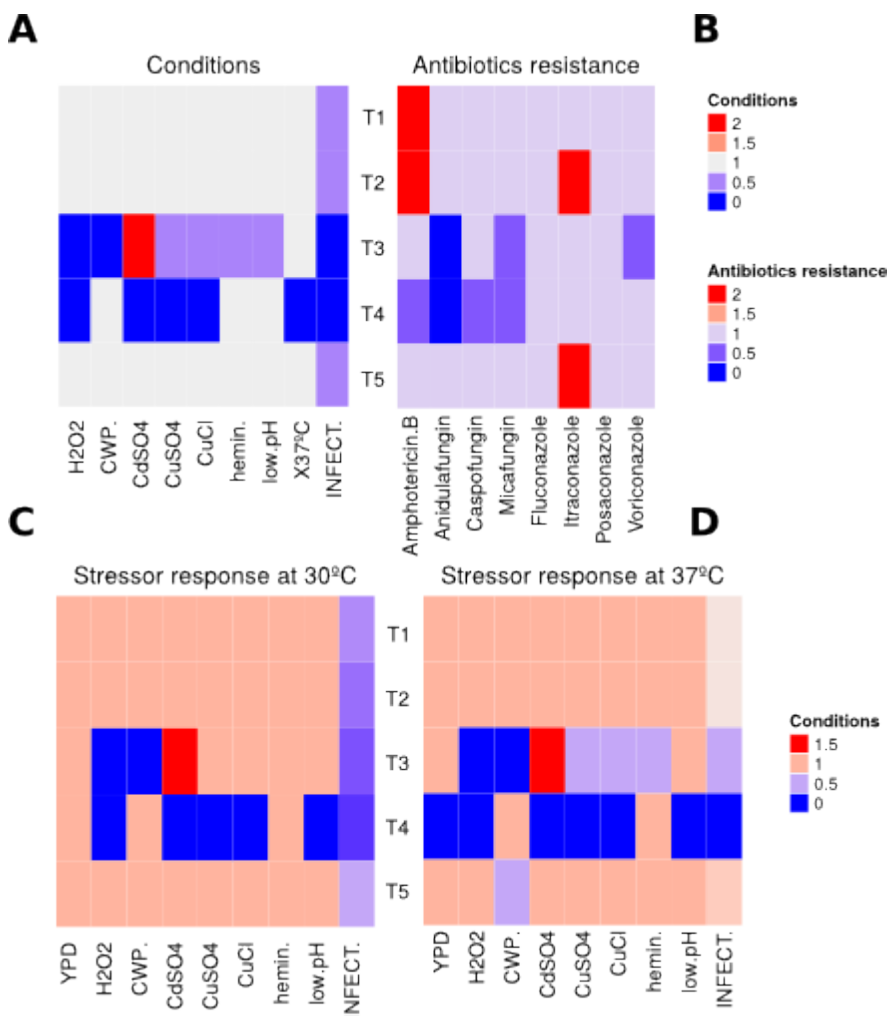 A
B
Conditions
Antibiotics resistance
T1
T2
T3
T4
T5
H2O2
CWP.
CdSO4
CuSO4
CuCl
hemin.
low.pH
X37ºC
INFECT.
Amphotericin.B
Anidulafungin
Caspofungin
Micafungin
Fluconazole
Itraconazole
Posaconazole
Voriconazole
Conditions
2
1.5
1
0.5
0
Antibiotics resistance
2
1.5
1
0.5
0
C
D
Stressor response at 30ºC
Stressor response at 37ºC
T1
T2
T3
T4
T5
YPD
H2O2
CWP.
CdSO4
CuSO4
CuCl
hemin.
low.pH
NFECT.
YPD
H2O2
CWP.
CdSO4
CuSO4
CuCl
hemin.
low.pH
INFECT.
Conditions
1.5
1
0.5
0